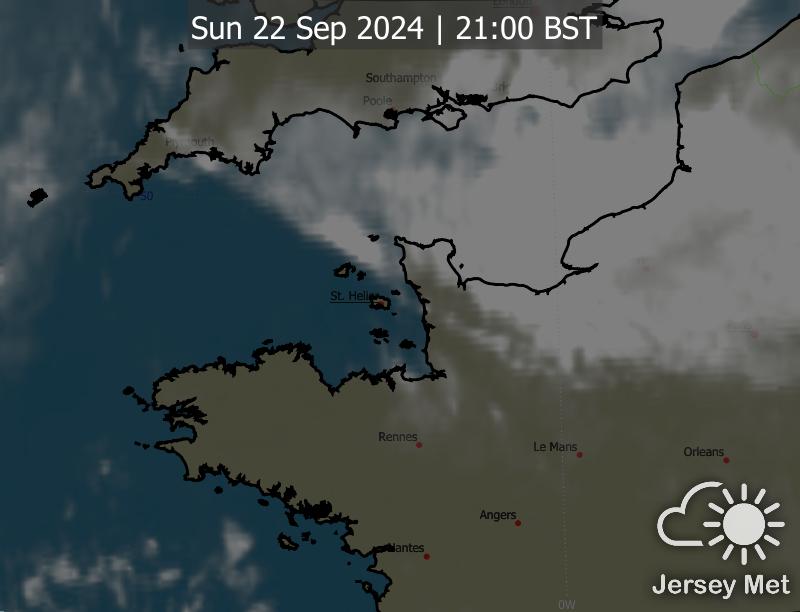 London
Sun 22 Sep 2024 | 21:00 BST
Southampton
Poole
Plymouth
50
St. Helier
Rennes
Le Mans
Orleans
Angers
Nantes
Jersey Met
0W